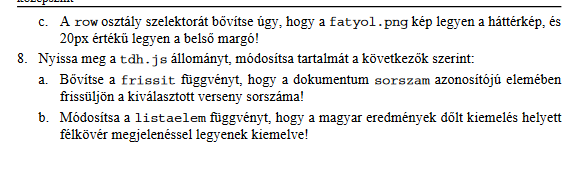 c. A row osztály szelektorát bővítse úgy, hogy a fatyol.png kép legyen a háttérkép, és
20px értékű legyen a belső margó!
8. Nyissa meg a tdh.js állományt, módosítsa tartalmát a következők szerint:
a. Bővítse a frissit függvényt, hogy a dokumentum sorszam azonosítójú elemében
frissüljön a kiválasztott verseny sorszáma!
b. Módosítsa a listaelem függvényt, hogy a magyar eredmények dőlt kiemelés helyett
félkövér megjelenéssel legyenek kiemelve!